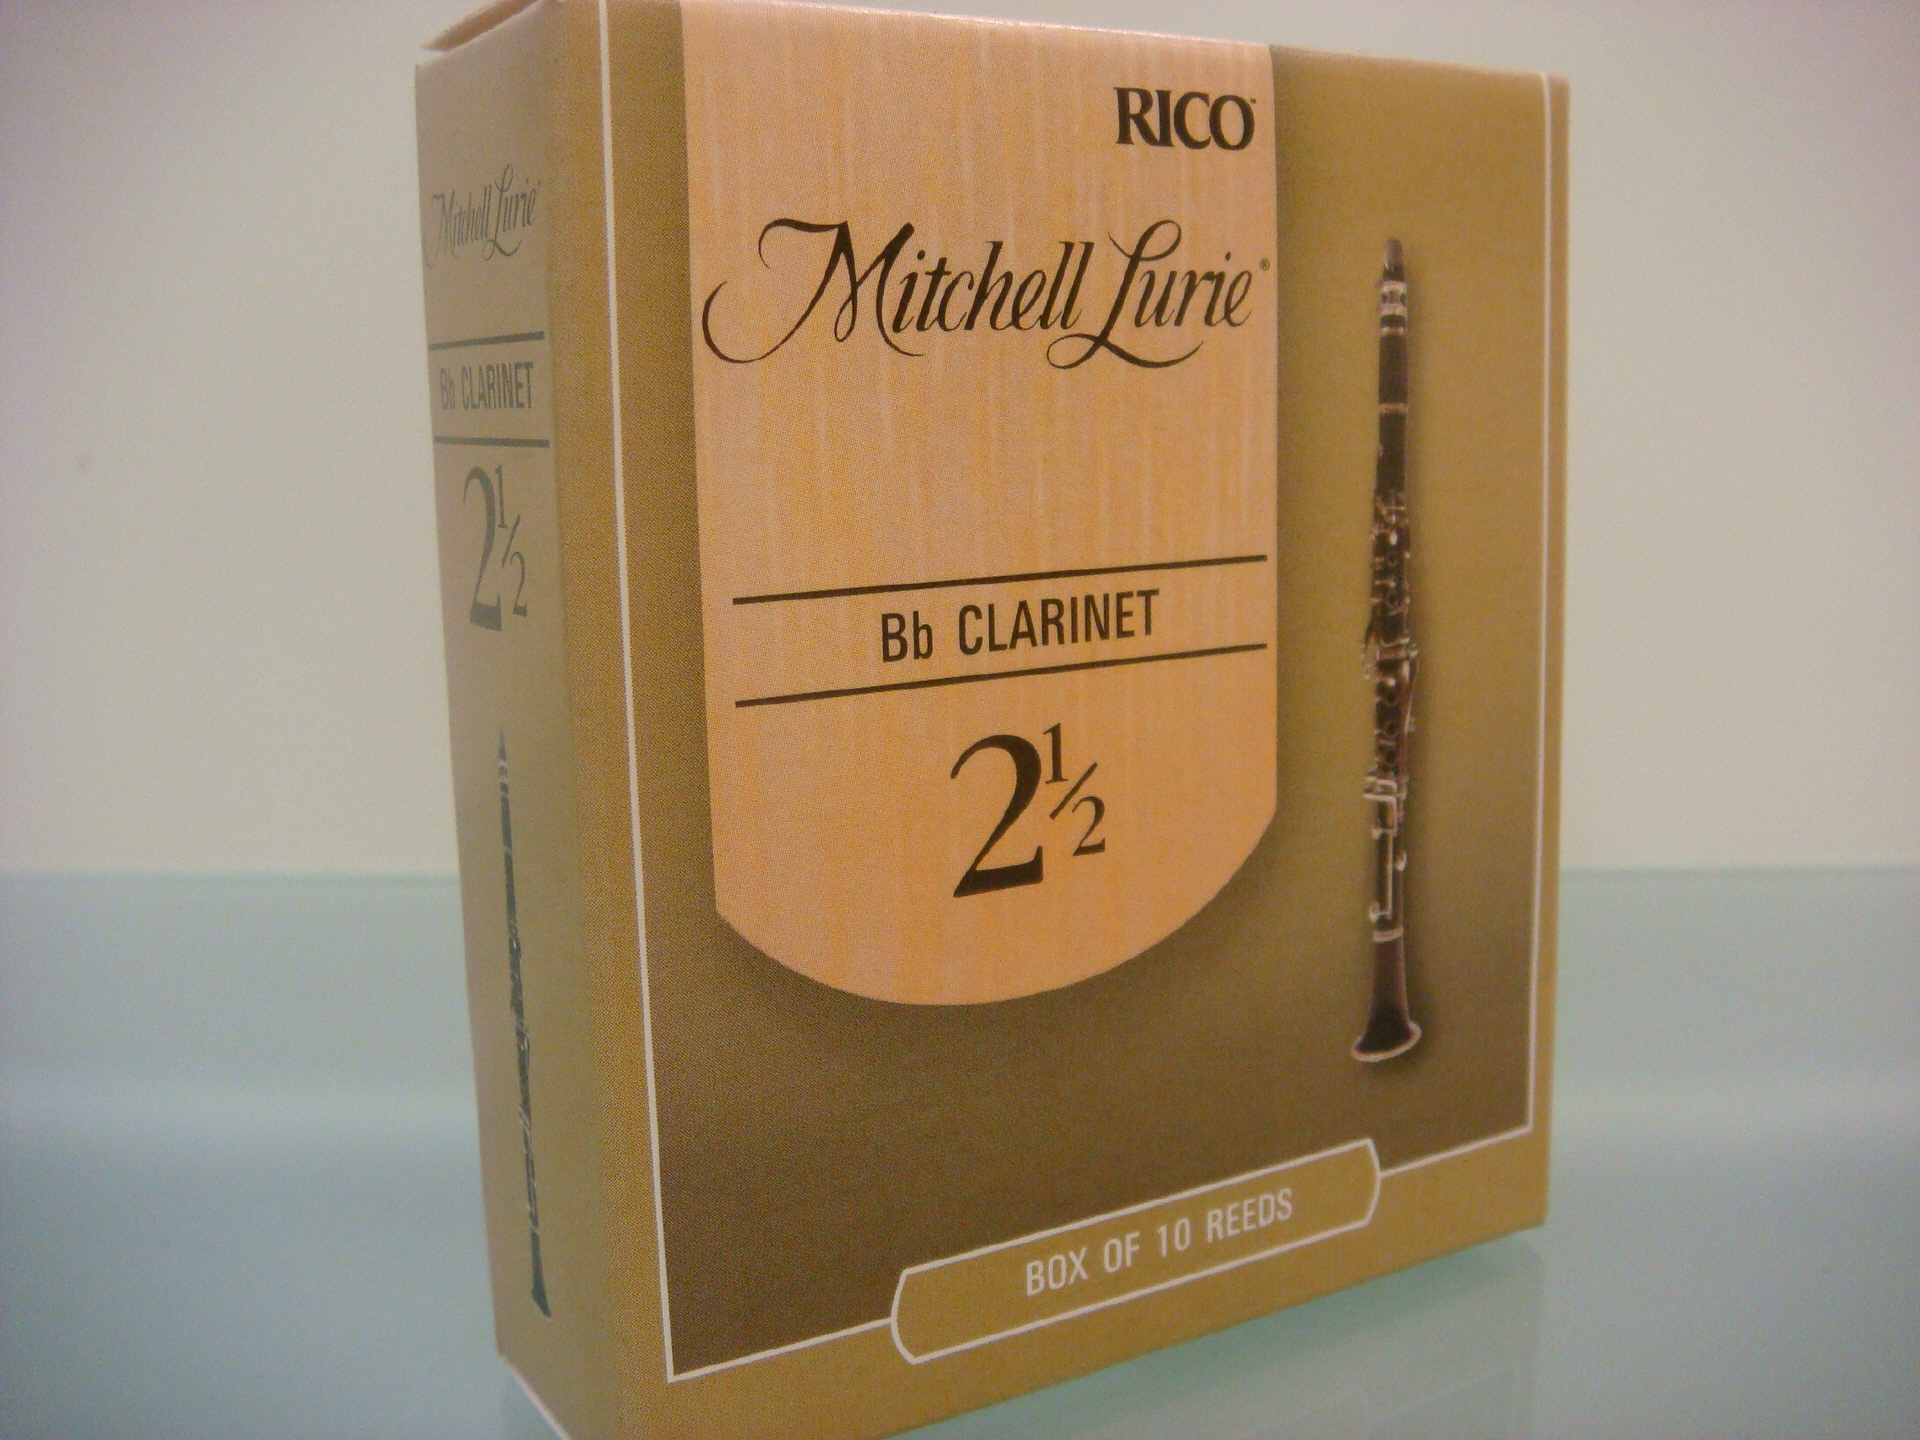 Mitchell Lurie
Bb CLARINET
2½
RICO
Mitchell Lurie®
Bb CLARINET
2½
BOX OF 10 REEDS